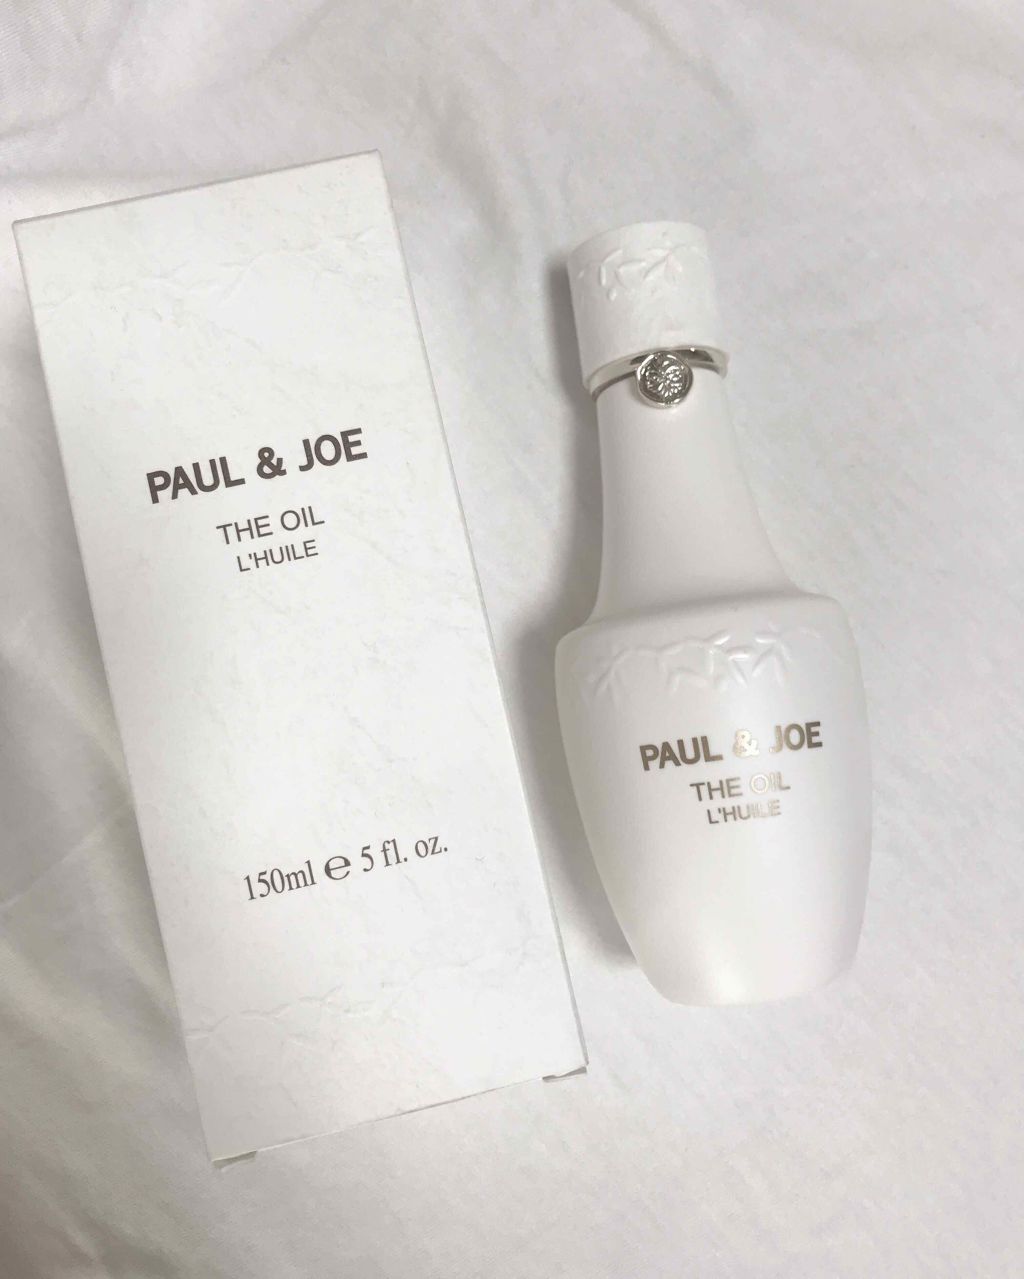 PAUL & JOE
THE OIL
L'HUILE
150ml ℮ 5 fl. oz.
PAUL & JOE
THE OIL
L'HUILE